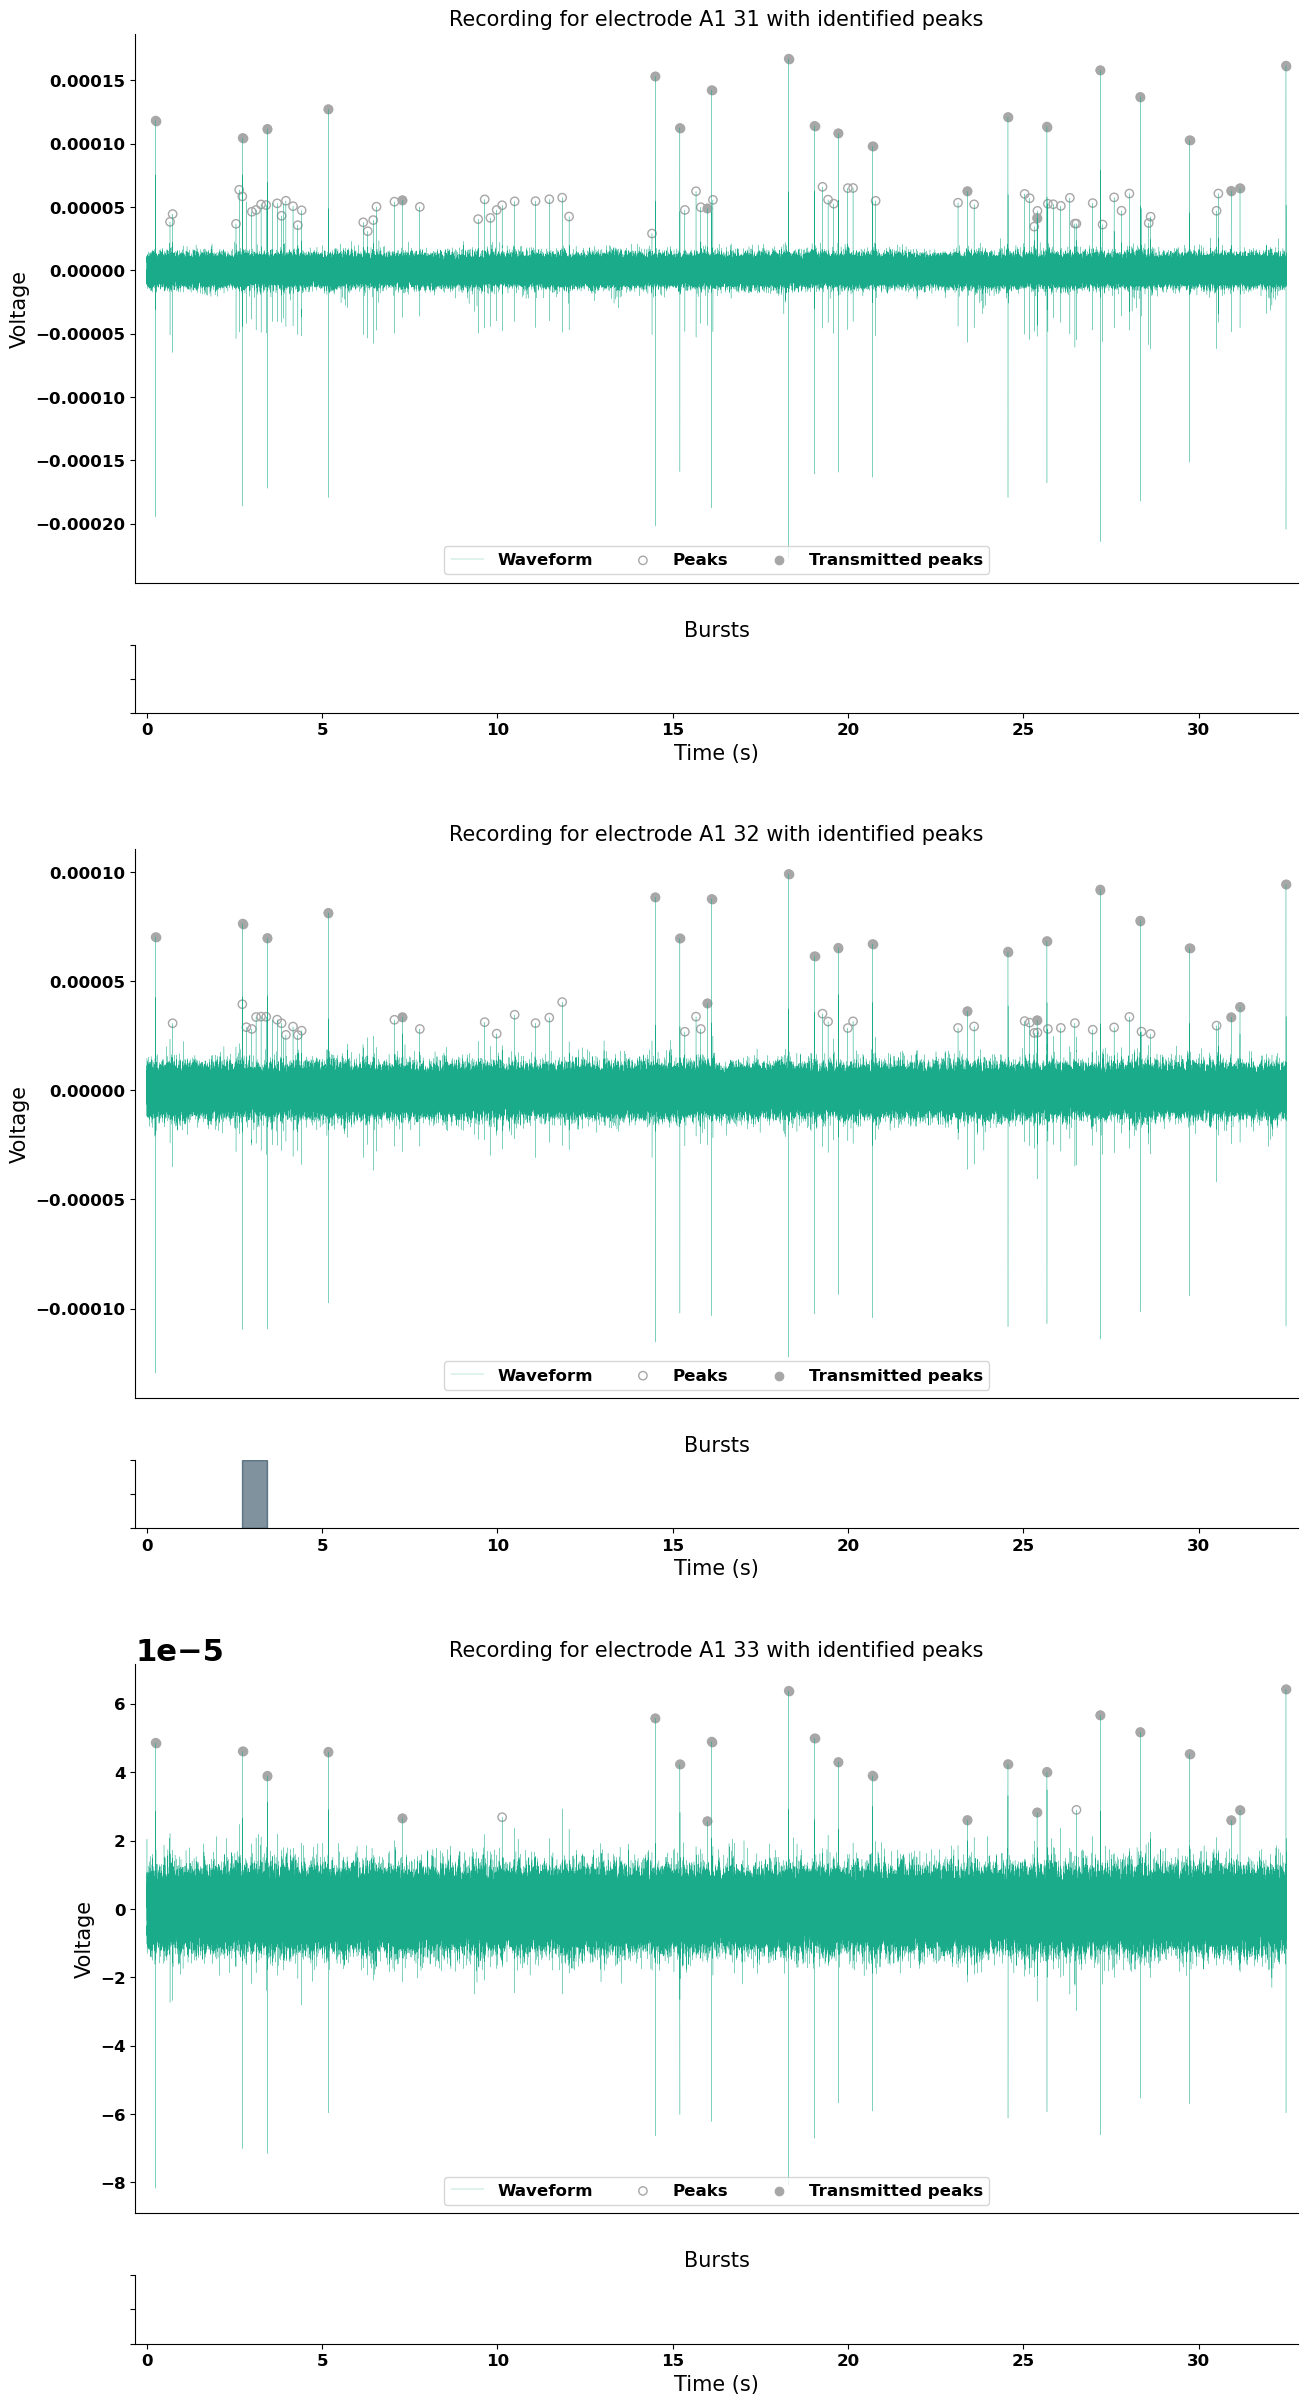 Recording for electrode A1 31 with identified peaks
0.00015
0.00010
0.00005
0.00000
−0.00005
−0.00010
−0.00015
−0.00020
Voltage
Waveform Peaks Transmitted peaks
Bursts
0 5 10 15 20 25 30
Time (s)
Recording for electrode A1 32 with identified peaks
0.00010
0.00005
0.00000
−0.00005
−0.00010
Voltage
Waveform Peaks Transmitted peaks
Bursts
0 5 10 15 20 25 30
Time (s)
1e−5
Recording for electrode A1 33 with identified peaks
6
4
2
0
−2
−4
−6
−8
Voltage
Waveform Peaks Transmitted peaks
Bursts
0 5 10 15 20 25 30
Time (s)